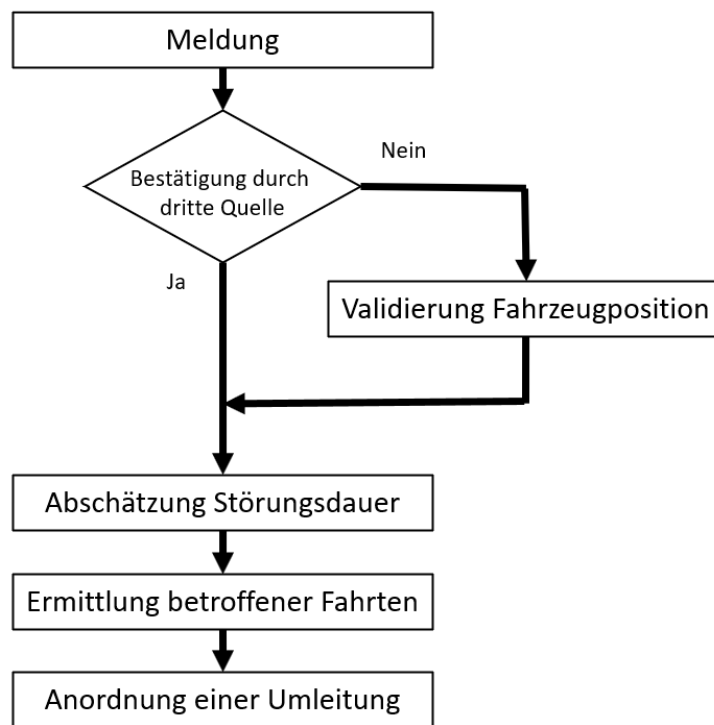 Meldung
Nein
Bestätigung durch
dritte Quelle
Ja
Validierung Fahrzeugposition
Abschätzung Störungsdauer
Ermittlung betroffener Fahrten
Anordnung einer Umleitung